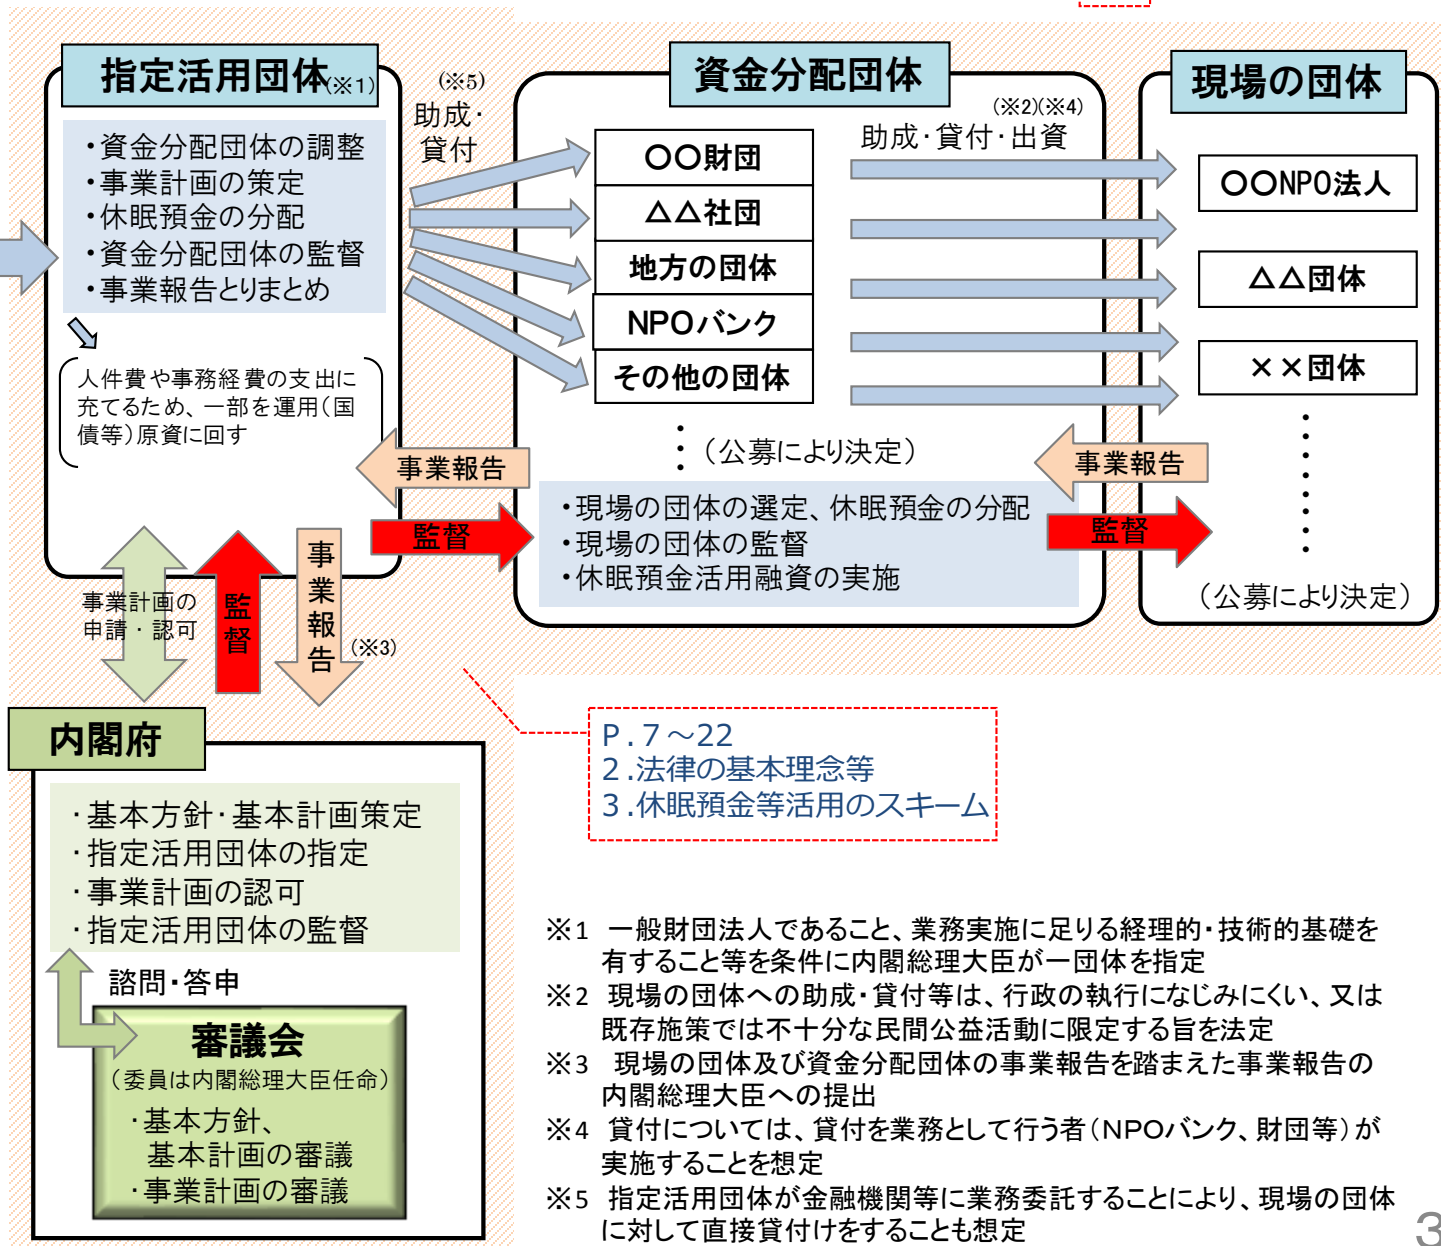 指定活用団体(※1)
・資金分配団体の調整
・事業計画の策定
・休眠預金の分配
・資金分配団体の監督
・事業報告とりまとめ
人件費や事務経費の支出に
充てるため、一部を運用(国
債等)原資に回す
(※5)
助成・
貸付
資金分配団体
(※2)(※4)
助成・貸付・出資
〇〇財団
△△社団
地方の団体
NPOバンク
その他の団体
(公募により決定)
・現場の団体の選定、休眠預金の分配
・現場の団体の監督
・休眠預金活用融資の実施
現場の団体
〇〇NPO法人
△△団体
××団体
(公募により決定)
事業報告
監督
事業報告
監督
事業計画の
申請・認可
監督
事業報告
(※3)
内閣府
・基本方針・基本計画策定
・指定活用団体の指定
・事業計画の認可
・指定活用団体の監督
諮問・答申
審議会
(委員は内閣総理大臣任命)
・基本方針、
基本計画の審議
・事業計画の審議
P.7～22
2.法律の基本理念等
3.休眠預金等活用のスキーム
※1 一般財団法人であること、業務実施に足りる経理的・技術的基礎を
有すること等を条件に内閣総理大臣が一団体を指定
※2 現場の団体への助成・貸付等は、行政の執行になじみにくい、又は
既存施策では不十分な民間公益活動に限定する旨を法定
※3 現場の団体及び資金分配団体の事業報告を踏まえた事業報告の
内閣総理大臣への提出
※4 貸付については、貸付を業務として行う者(NPOバンク、財団等)が
実施することを想定
※5 指定活用団体が金融機関等に業務委託することにより、現場の団体
に対して直接貸付けをすることも想定
3